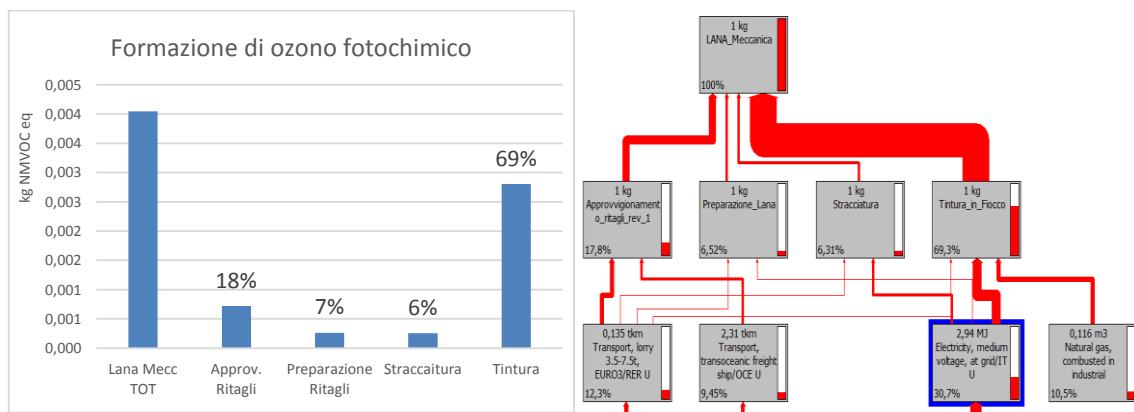 Formazione di ozono fotochimico
kg NMVOC eq
0,005
0,004
0,004
0,003
0,003
0,002
0,002
0,001
0,001
0,000
18%
7%
6%
69%
Lana Mecc
TOT
Approv.
Ritagli
Preparazione
Ritagli
Straccaitura
Tintura
1 kg
LANA_Meccanica
100%
1 kg
Approvvigionament
o_ritagli_rev_1
17,8%
1 kg
Preparazione_Lana
6,52%
1 kg
Stracciatura
6,31%
1 kg
Tintura_in_Fiocco
69,3%
0,135 tkm
Transport, lorry
3.5-7.5t,
EURO3/RER U
12,3%
2,31 tkm
Transport,
transoceanic freight
ship/OCE U
9,45%
2,94 MJ
Electricity, medium
voltage, at grid/IT
U
30,7%
0,116 m3
Natural gas,
combusted in
industrial
10,5%